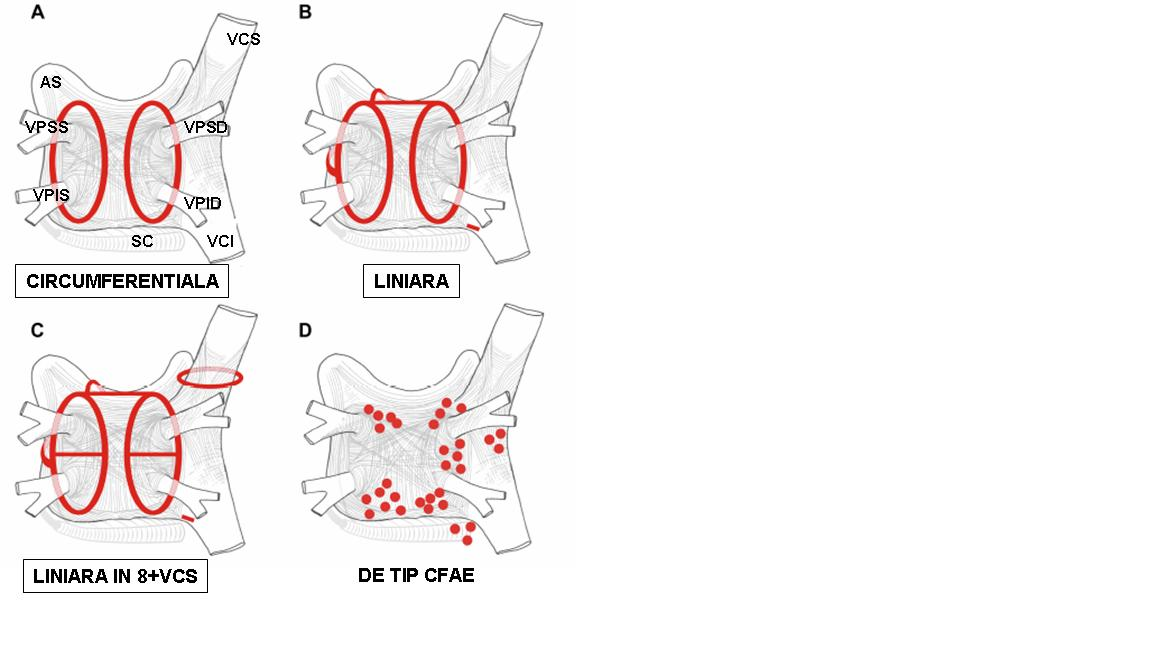 A
VCS
AS
VPSS
VPSD
VPIS
VPID
SC
VCI
CIRCUMFERENTIALA
B
LINIARA
C
LINIARA IN 8+VCS
D
DE TIP CFAE